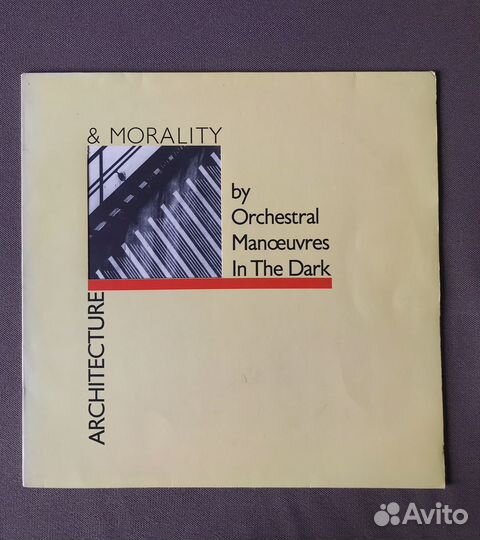 ARCHITECTURE
& MORALITY
by
Orchestral
Manœuvres
In The Dark
Avito